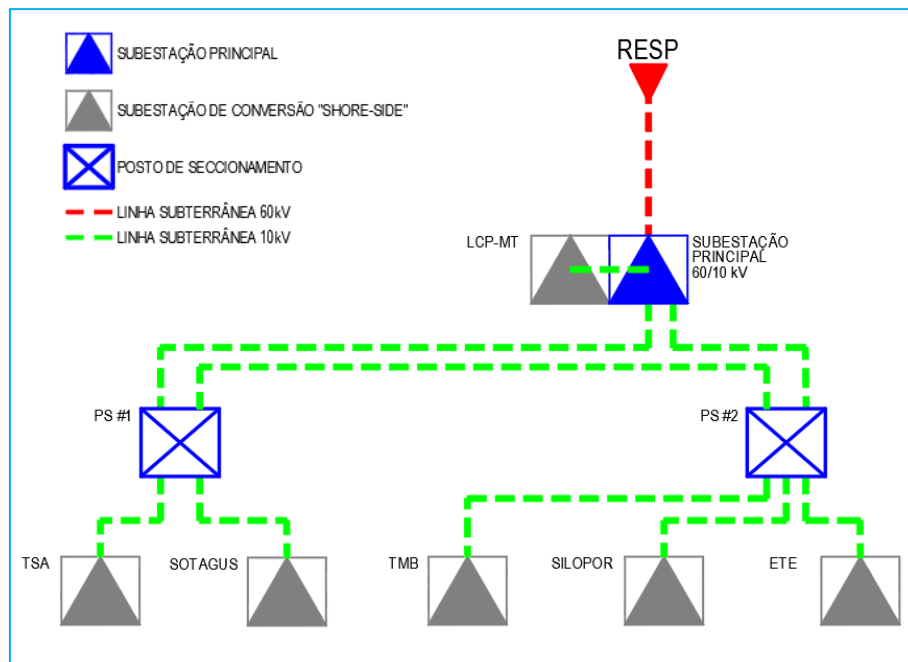 SUBESTAÇÃO PRINCIPAL
SUBESTAÇÃO DE CONVERSÃO "SHORE-SIDE"
POSTO DE SECCIONAMENTO
LINHA SUBTERRÂNEA 60kV
LINHA SUBTERRÂNEA 10kV
RESP
LCP-MT
SUBESTAÇÃO
PRINCIPAL
60/10 kV
PS #1
PS #2
TSA
SOTAGUS
TMB
SILOPOR
ETE